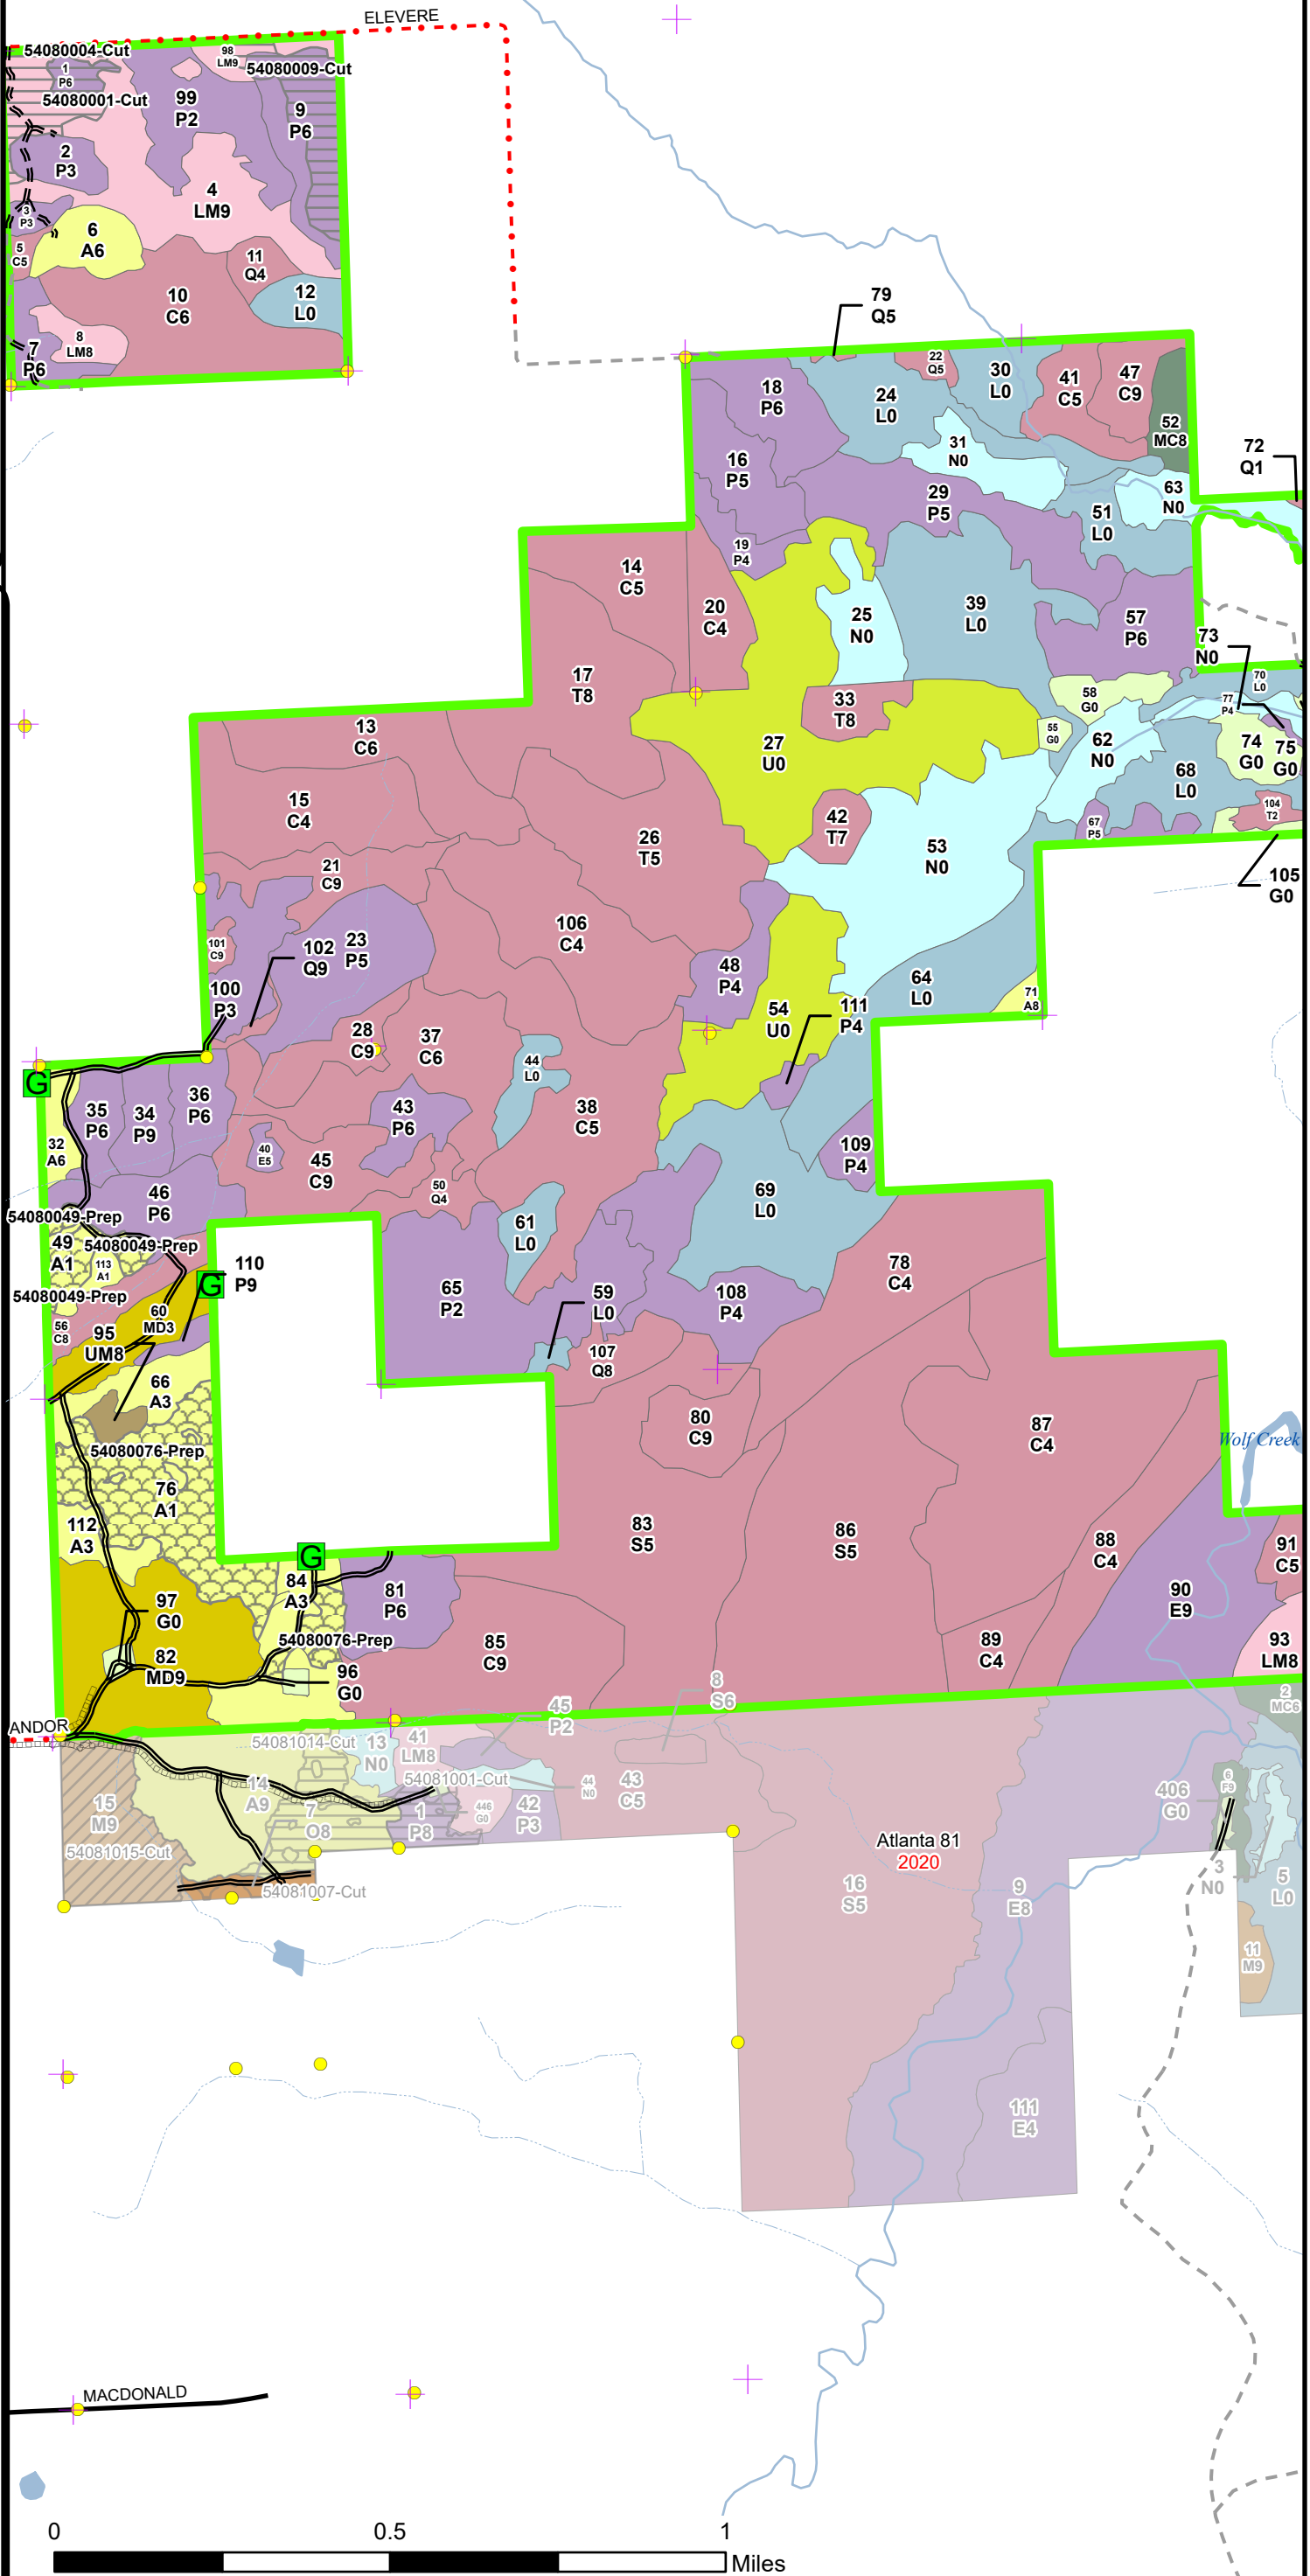 ELEVERE
54080004-Cut
98
LM9
54080009-Cut
1
P6
54080001-Cut
99
P2
9
P6
2
P3
4
LM9
3
P3
6
A6
5
C5
11
Q4
10
C6
12
L0
8
LM8
7
P6
79
Q5
22
Q5
30
L0
41
C5
47
C9
18
P6
24
L0
52
MC8
31
N0
72
Q1
16
P5
29
P5
63
N0
51
L0
19
P4
14
C5
20
C4
25
N0
39
L0
57
P6
73
N0
17
T8
70
L0
58
G0
77
P4
33
T8
13
C6
27
U0
55
G0
62
N0
74
G0
75
G0
68
L0
15
C4
104
T2
42
T7
67
P5
26
T5
53
N0
21
C9
105
G0
106
C4
101
C9
102
Q9
23
P5
48
P4
64
L0
100
P3
71
A8
54
U0
111
P4
28
C9
37
C6
44
L0
G
36
P6
35
P6
34
P9
43
P6
38
C5
32
A6
40
E5
109
P4
45
C9
50
Q4
46
P6
69
L0
54080049-Prep
61
L0
49
A1
54080049-Prep
113
A1
110
P9
G
78
C4
54080049-Prep
65
P2
59
L0
108
P4
60
MD3
56
C8
95
UM8
107
Q8
66
A3
80
C9
87
C4
Wolf Creek
54080076-Prep
76
A1
112
A3
83
S5
86
S5
88
C4
91
C5
G
84
A3
81
P6
90
E9
97
G0
54080076-Prep
85
C9
89
C4
93
LM8
82
MD9
96
G0
8
S6
2
MC6
45
P2
ANDOR
54081014-Cut
13
N0
41
LM8
54081001-Cut
44
N0
43
C5
6
F9
406
G0
14
A9
15
M9
7
O8
1
P8
446
G0
42
P3
Atlanta 81
2020
54081015-Cut
54081007-Cut
16
S5
9
E8
3
N0
5
L0
11
M9
111
E4
MACDONALD
0
0.5
1
Miles